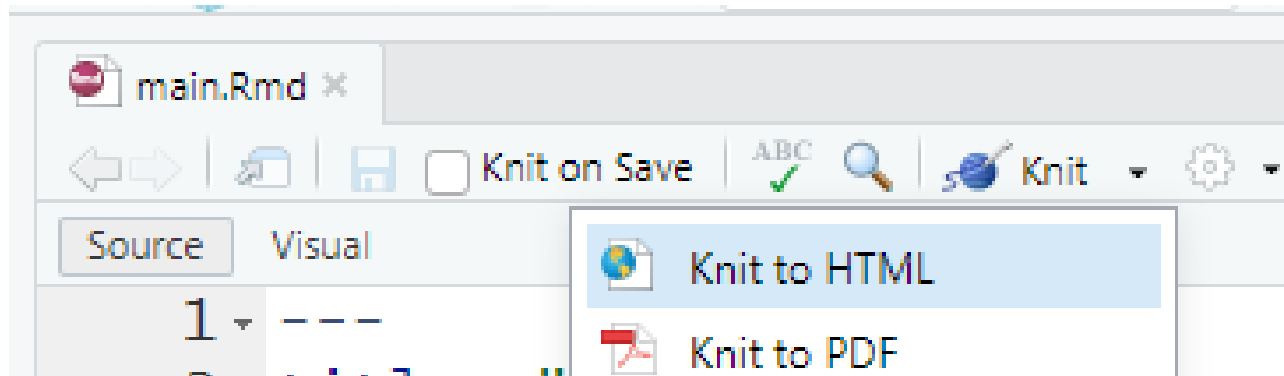 main.Rmd
Knit on Save ABC Knit
Source Visual
Knit to HTML
1 ---
Knit to PDF